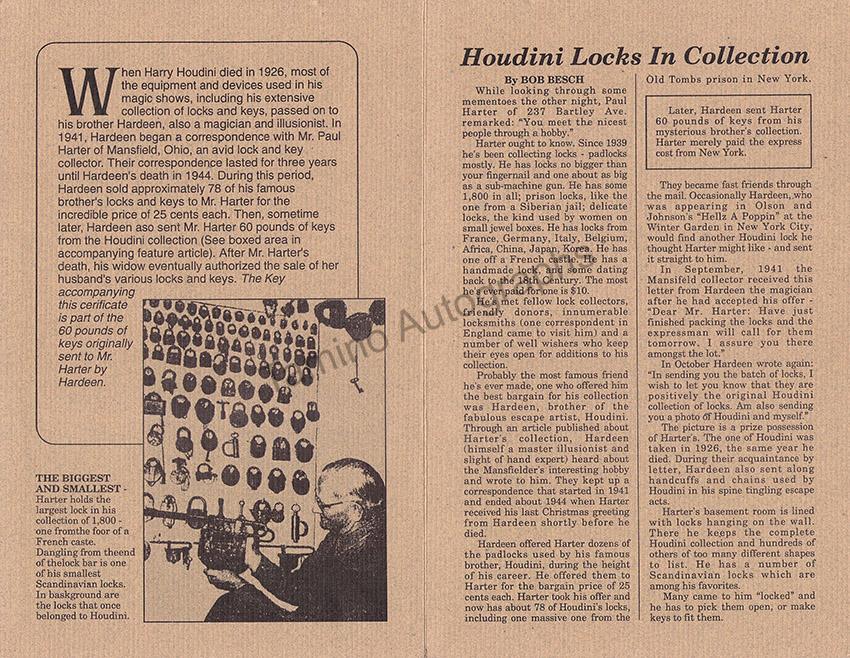 When Harry Houdini died in 1926, most of
the equipment and devices used in his
magic shows, including his extensive
collection of locks and keys, passed on to
his brother Hardeen, also a magician and illusionist. In
1941, Hardeen began a correspondence with Mr. Paul
Harter of Mansfield, Ohio, an avid lock and key
collector. Their correspondence lasted for three years
until Hardeen's death in 1944. During this period,
Hardeen sold approximately 78 of his famous
brother's locks and keys to Mr. Harter for the
incredible price of 25 cents each. Then, sometime
later, Hardeen aso sent Mr. Harter 60 pounds of keys
from the Houdini collection (See boxed area in
accompanying feature article). After Mr. Harter's
death, his widow eventually authorized the sale of her
husband's various locks and keys. The Key
accompanying
this cerificate
is part of the
60 pounds of
keys originally
sent to Mr.
Harter by
Hardeen.
THE BIGGEST
AND SMALLEST -
Harter holds the
largest lock in his
collection of 1,800 -
one fromthe foor of a
French caste.
Dangling from theend
of thelock bar is one
of his smallest
Scandinavian locks.
In baskground are
the locks that once
belonged to Houdini.
Houdini Locks In Collection
By BOB BESCH
While looking through some
mementoes the other night, Paul
Harter of 237 Bartley Ave.
remarked: "You meet the nicest
people through a hobby."
Harter ought to know. Since 1939
he's been collecting locks - padlocks
mostly. He has locks no bigger than
your fingernail and one about as big
as a sub-machine gun. He has some
1,800 in all; prison locks, like the
one from a Siberian jail; delicate
locks, the kind used by women on
small jewel boxes. He has locks from
France, Germany, Italy, Belgium,
Africa, China, Japan, Korea. He has
one off a French castle. He has a
handmade lock and some dating
back to the 18th century. The most
he ever paid for one is $10.
He's met fellow lock collectors,
friendly donors, innumerable
locksmiths (one correspondent in
England came to visit him) and a
number of well wishers who keep
their eyes open for additions to his
collection.
Probably the most famous friend
he's ever made, one who offered him
the best bargain for his collection
was Hardeen, brother of the
fabulous escape artist, Houdini.
Through an article published about
Harter's collection, Hardeen
(himself a master illusionist and
slight of hand expert) heard about
the Mansfielder's interesting hobby
and wrote to him. They kept up a
correspondence that started in 1941
and ended about 1944 when Harter
received his last Christmas greeting
from Hardeen shortly before he
died.
Hardeen offered Harter dozens of
the padlocks used by his famous
brother, Houdini, during the height
of his career. He offered them to
Harter for the bargain price of 25
cents each. Harter took his offer and
now has about 78 of Houdini's locks,
including one massive one from the
Old Tombs prison in New York.
Later, Hardeen sent Harter
60 pounds of keys from his
mysterious brother's collection.
Harter merely paid the express
cost from New York.
They became fast friends through
the mail. Occasionally Hardeen, who
was appearing in Olson and
Johnson's "Hellz A Poppin" at the
Winter Garden in New York City,
would find another Houdini lock he
thought Harter might like - and sent
it straight to him.
In September, 1941 the
Mansifeld collector received this
letter from Hardeen the magician
after he had accepted his offer -
"Dear Mr. Harter: Have just
finished packing the locks and the
expressman will call for them
tomorrow. I assure you there
amongst the lot."
In October Hardeen wrote again:
"In sending you the batch of locks, I
wish to let you know that they are
positively the original Houdini
collection of locks. Am also sending
you a photo of Houdini and myself."
The picture is a prize possession
of Harter's. The one of Houdini was
taken in 1926, the same year he
died. During their acquaintance by
letter, Hardeen also sent along
handcuffs and chains used by
Houdini in his spine tingling escape
acts.
Harter's basement room is lined
with locks hanging on the wall.
There he keeps the complete
Houdini collection and hundreds of
others of too many different shapes
to list. He has a number of
Scandinavian locks which are
among his favorites.
Many came to him "locked" and
he has to pick them open, or make
keys to fit them.
Tamino Autographs